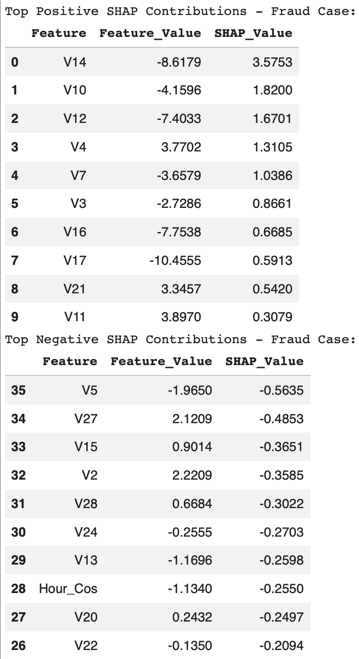 Top Positive SHAP Contributions - Fraud Case:
Feature Feature_Value SHAP_Value
0 V14 -8.6179 3.5753
1 V10 -4.1596 1.8200
2 V12 -7.4033 1.6701
3 V4 3.7702 1.3105
4 V7 -3.6579 1.0386
5 V3 -2.7286 0.8661
6 V16 -7.7538 0.6685
7 V17 -10.4555 0.5913
8 V21 3.3457 0.5420
9 V11 3.8970 0.3079
Top Negative SHAP Contributions - Fraud Case:
Feature Feature_Value SHAP_Value
35 V5 -1.9650 -0.5635
34 V27 2.1209 -0.4853
33 V15 0.9014 -0.3651
32 V2 2.2209 -0.3585
31 V28 0.6684 -0.3022
30 V24 -0.2555 -0.2703
29 V13 -1.1696 -0.2598
28 Hour_Cos -1.1340 -0.2550
27 V20 0.2432 -0.2497
26 V22 -0.1350 -0.2094